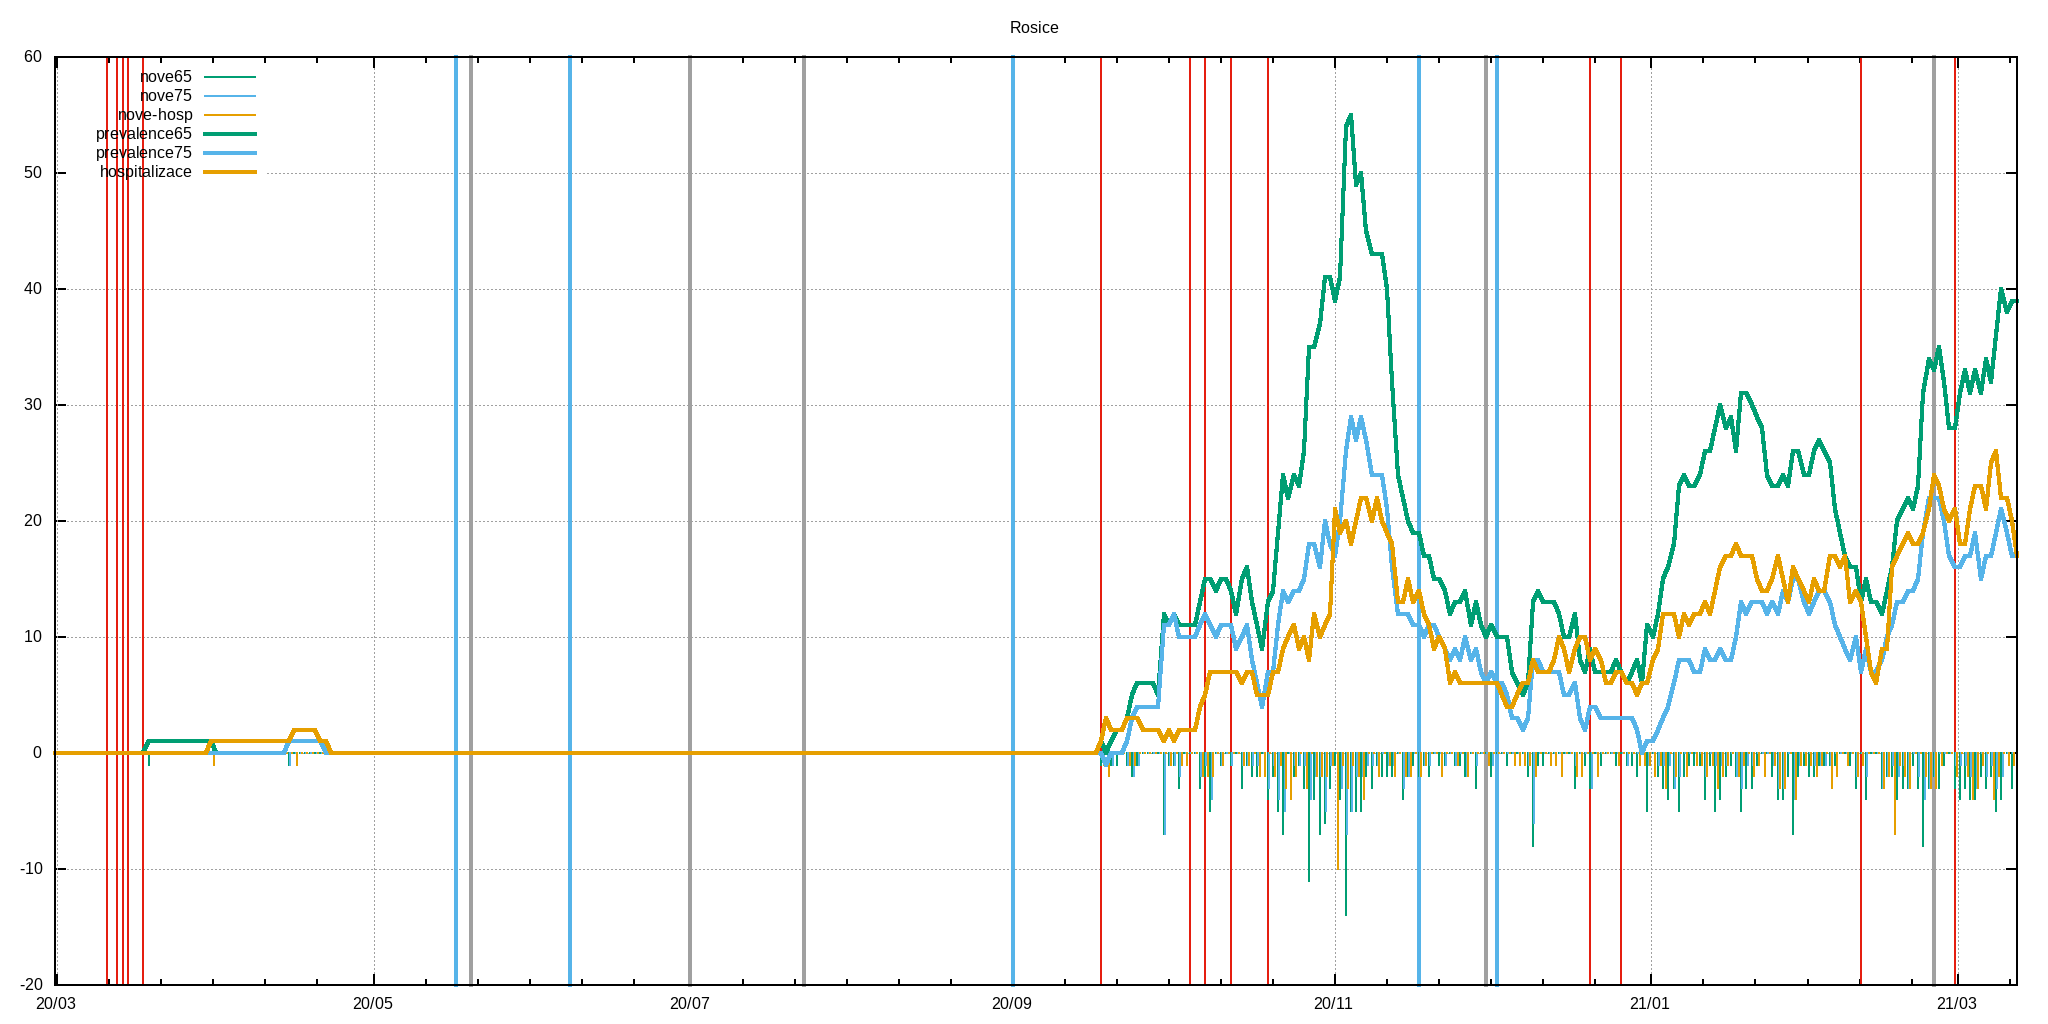 Rosice
60
nove65
nove75
nove-hosp
prevalence65
prevalence75
hospitalizace
50
40
30
20
10
0
-10
-20
20/03 20/05 20/07 20/09 20/11 21/01 21/03